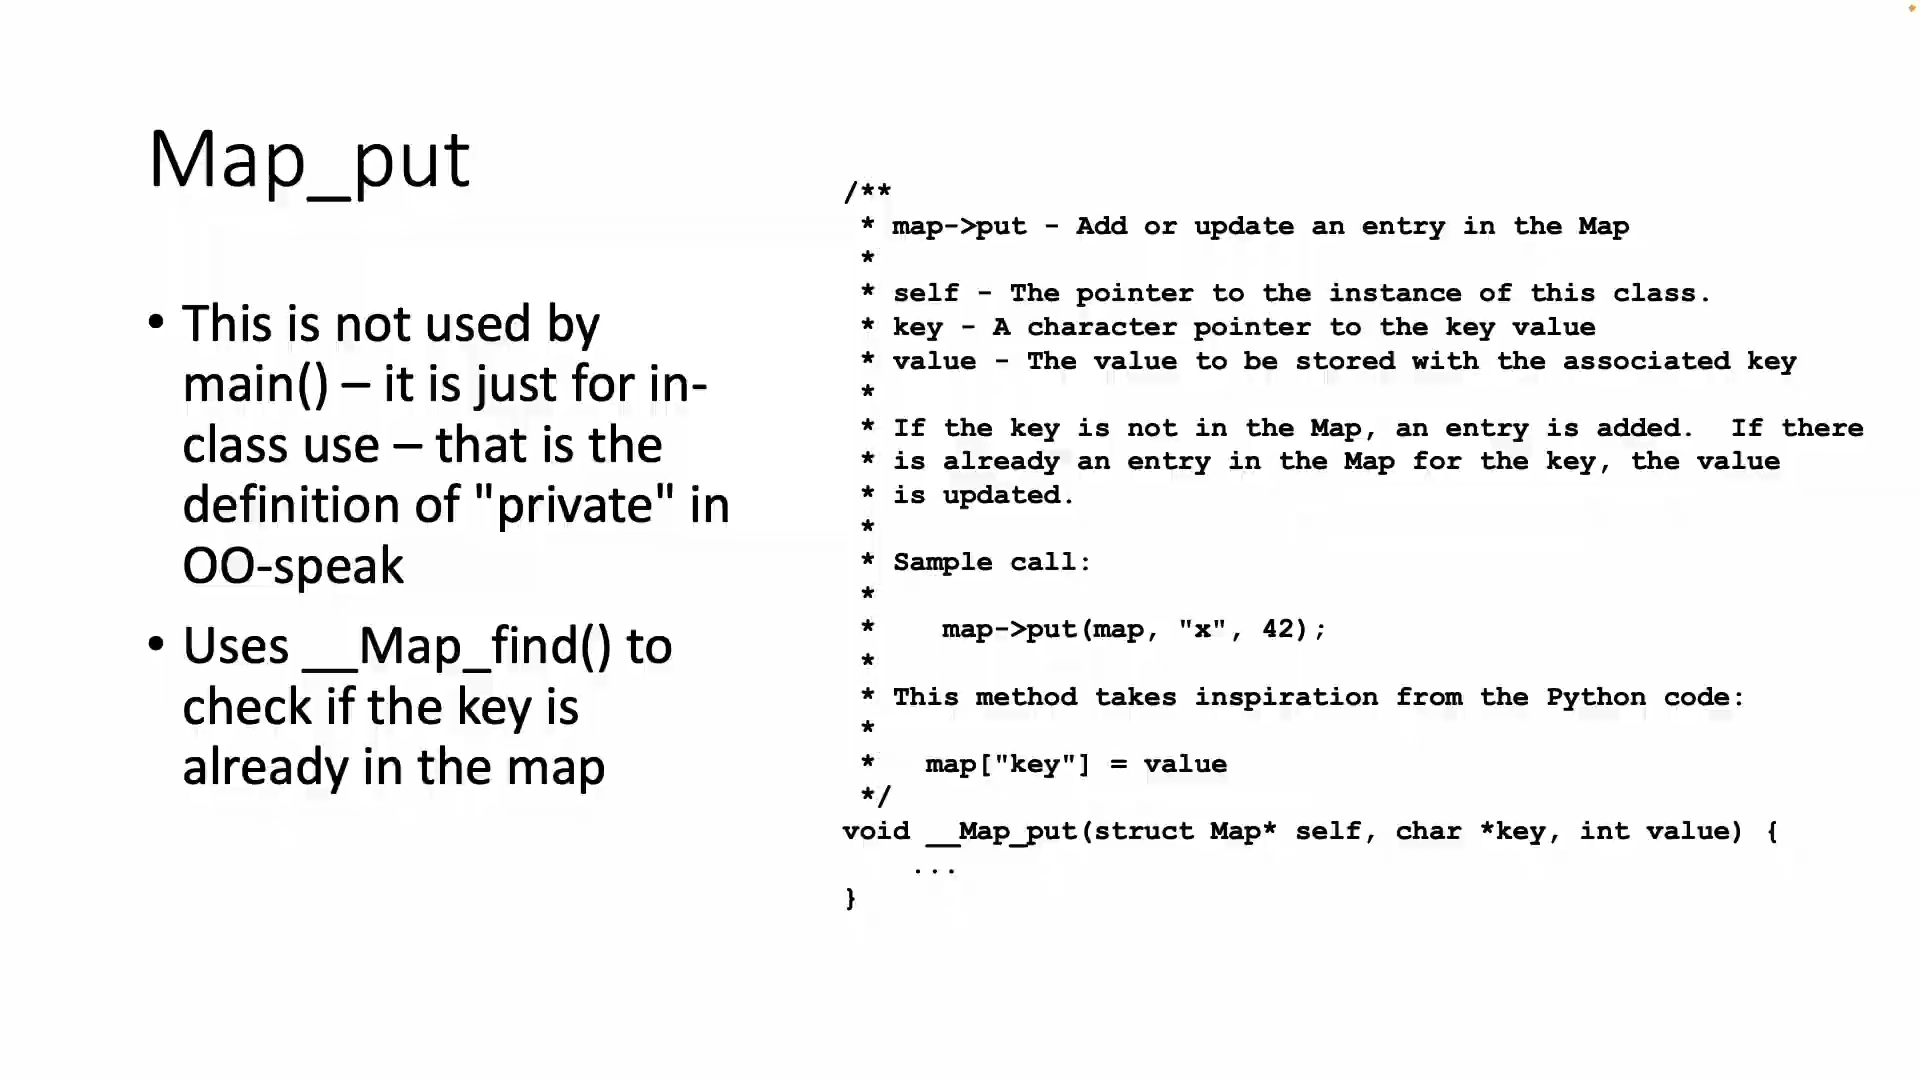 Map_put
• This is not used by
main() – it is just for in-
class use – that is the
definition of "private" in
OO-speak
• Uses __Map_find() to
check if the key is
already in the map
/**
 * map->put - Add or update an entry in the Map
 *
 * self - The pointer to the instance of this class.
 * key - A character pointer to the key value
 * value - The value to be stored with the associated key
 *
 * If the key is not in the Map, an entry is added.  If there
 * is already an entry in the Map for the key, the value
 * is updated.
 *
 * Sample call:
 *
 *    map->put(map, "x", 42);
 *
 * This method takes inspiration from the Python code:
 *
 *   map["key"] = value
 */
void __Map_put(struct Map* self, char *key, int value) {
    ...
}